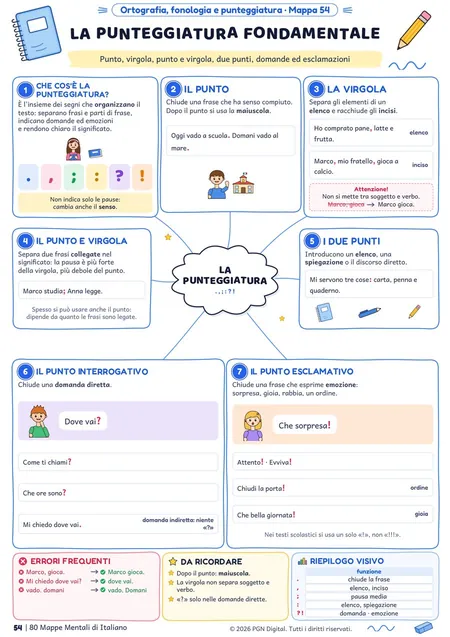 Ortografia, fonologia e punteggiatura · Mappa 54
LA PUNTEGGIATURA FONDAMENTALE
Punto, virgola, punto e virgola, due punti, domande ed esclamazioni
1 CHE COS'È LA
PUNTEGGIATURA?
È l'insieme dei segni che organizzano il
testo: separano frasi e parti di frase,
indicano domande ed emozioni
e rendono chiaro il significato.
. , ; : ? !
Non indica solo le pause:
cambia anche il senso.
2 IL PUNTO
Chiude una frase che ha senso compiuto.
Dopo il punto si usa la maiuscola.
Oggi vado a scuola. Domani vado al
mare.
3 LA VIRGOLA
Separa gli elementi di un
elenco e racchiude gli incisi.
Ho comprato pane, latte e
frutta.
elenco
Marco, mio fratello, gioca a
calcio.
inciso
Attenzione!
Non si mette tra soggetto e verbo.
Marco, gioca → Marco gioca.
4 IL PUNTO E VIRGOLA
Separa due frasi collegate nel
significato: la pausa è più forte
della virgola, più debole del punto.
Marco studia; Anna legge.
Spesso si può usare anche il punto:
dipende da quanto le frasi sono legate.
LA
PUNTEGGIATURA
. , ; : ? !
5 I DUE PUNTI
Introducono un elenco, una
spiegazione o il discorso diretto.
Mi servono tre cose: carta, penna e
quaderno.
6 IL PUNTO INTERROGATIVO
Chiude una domanda diretta.
Dove vai?
Come ti chiami?
Che ore sono?
Mi chiedo dove vai.
domanda indiretta: niente
«?»
7 IL PUNTO ESCLAMATIVO
Chiude una frase che esprime emozione:
sorpresa, gioia, rabbia, un ordine.
Che sorpresa!
Attento! · Evviva!
Chiudi la porta!
ordine
Che bella giornata!
gioia
Nei testi scolastici si usa un solo «!», non «!!!».
ERRORI FREQUENTI
Marco, gioca. → Marco gioca.
Mi chiedo dove vai? → dove vai.
vado. domani → vado. Domani
DA RICORDARE
Dopo il punto: maiuscola.
La virgola non separa soggetto e
verbo.
«?» solo nelle domande dirette.
RIEPILOGO VISIVO
funzione
. chiude la frase
, elenco, inciso
; pausa media
: elenco, spiegazione
?! domanda · emozione
54 | 80 Mappe Mentali di Italiano
© 2026 PGN Digital. Tutti i diritti riservati.